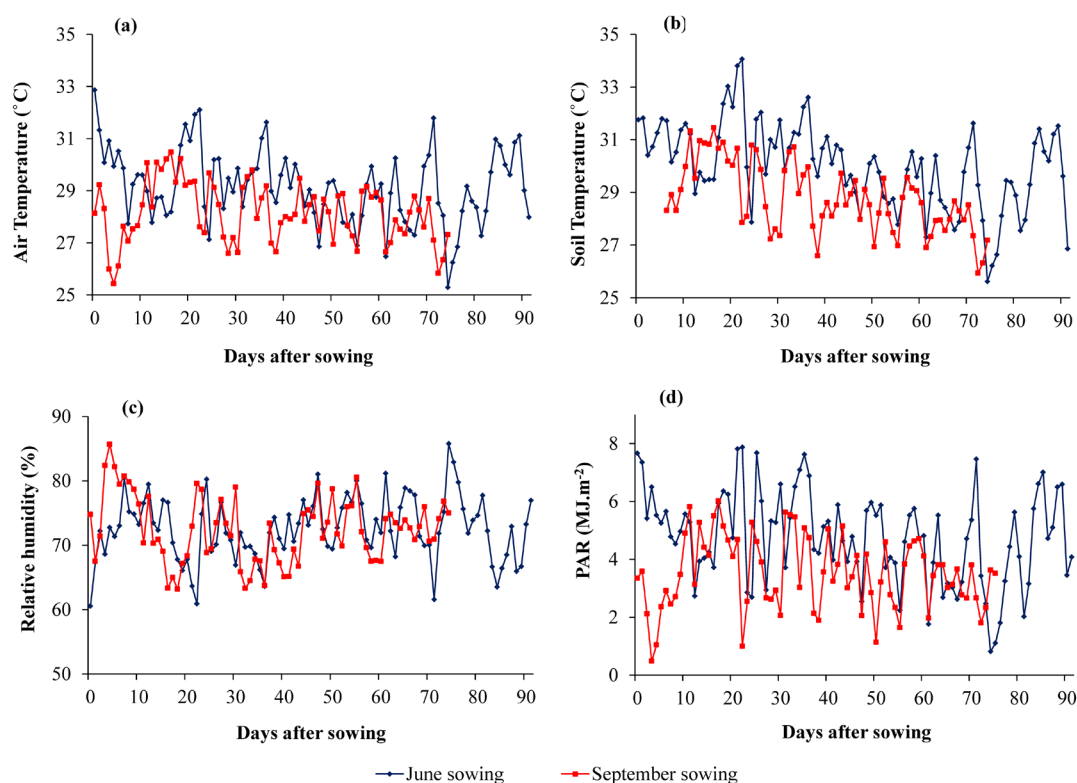 (a)
35
33
31
29
27
25
Air Temperature (˚C)
0 10 20 30 40 50 60 70 80 90
Days after sowing
(b)
35
33
31
29
27
25
Soil Temperature (˚C)
0 10 20 30 40 50 60 70 80 90
Days after sowing
(c)
90
80
70
60
50
Relative humidity (%)
0 10 20 30 40 50 60 70 80 90
Days after sowing
(d)
8
6
4
2
0
PAR (MJ.m-2)
0 10 20 30 40 50 60 70 80 90
Days after sowing
June sowing September sowing